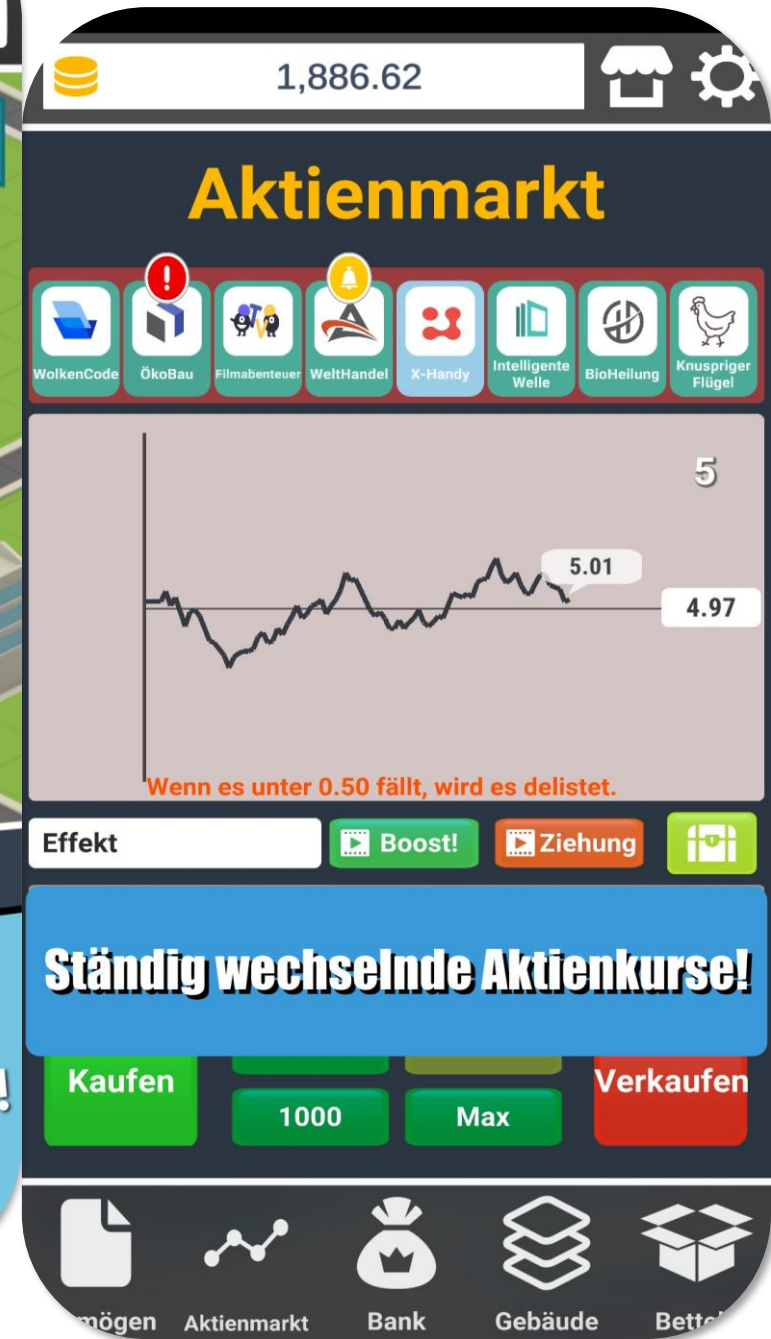 1,886.62
Aktienmarkt
!
WolkenCode
ÖkoBau
Filmabenteuer
WeltHandel
X-Handy
Intelligente
Welle
BioHeilung
Knuspriger
Flügel
5
5.01
4.97
Wenn es unter 0.50 fällt, wird es delistet.
Effekt
Boost!
Ziehung
Ständig wechselnde Aktienkurse!
!
Kaufen
1000
Max
Verkaufen
mögen
Aktienmarkt
Bank
Gebäude